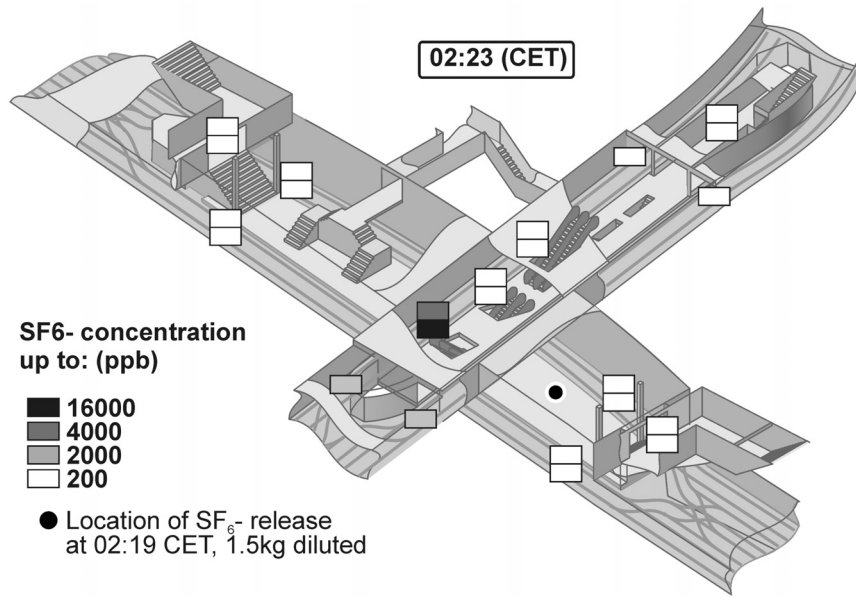 02:23 (CET)
SF6- concentration
up to: (ppb)
16000
4000
2000
200
Location of SF₆- release
at 02:19 CET, 1.5kg diluted